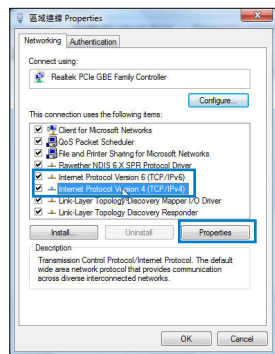 區域連線 Properties
Networking
Authentication
Connect using:
Realtek PCIe GBE Family Controller
Configure...
This connection uses the following items:
Client for Microsoft Networks
QoS Packet Scheduler
File and Printer Sharing for Microsoft Networks
Rawether NDIS 6.X SPR Protocol Driver
Internet Protocol Version 6 (TCP/IPv6)
Internet Protocol Version 4 (TCP/IPv4)
Link-Layer Topology Discovery Mapper I/O Driver
Link-Layer Topology Discovery Responder
Install...
Uninstall
Properties
Description
Transmission Control Protocol/Internet Protocol. The default
wide area network protocol that provides communication
across diverse interconnected networks.
OK
Cancel